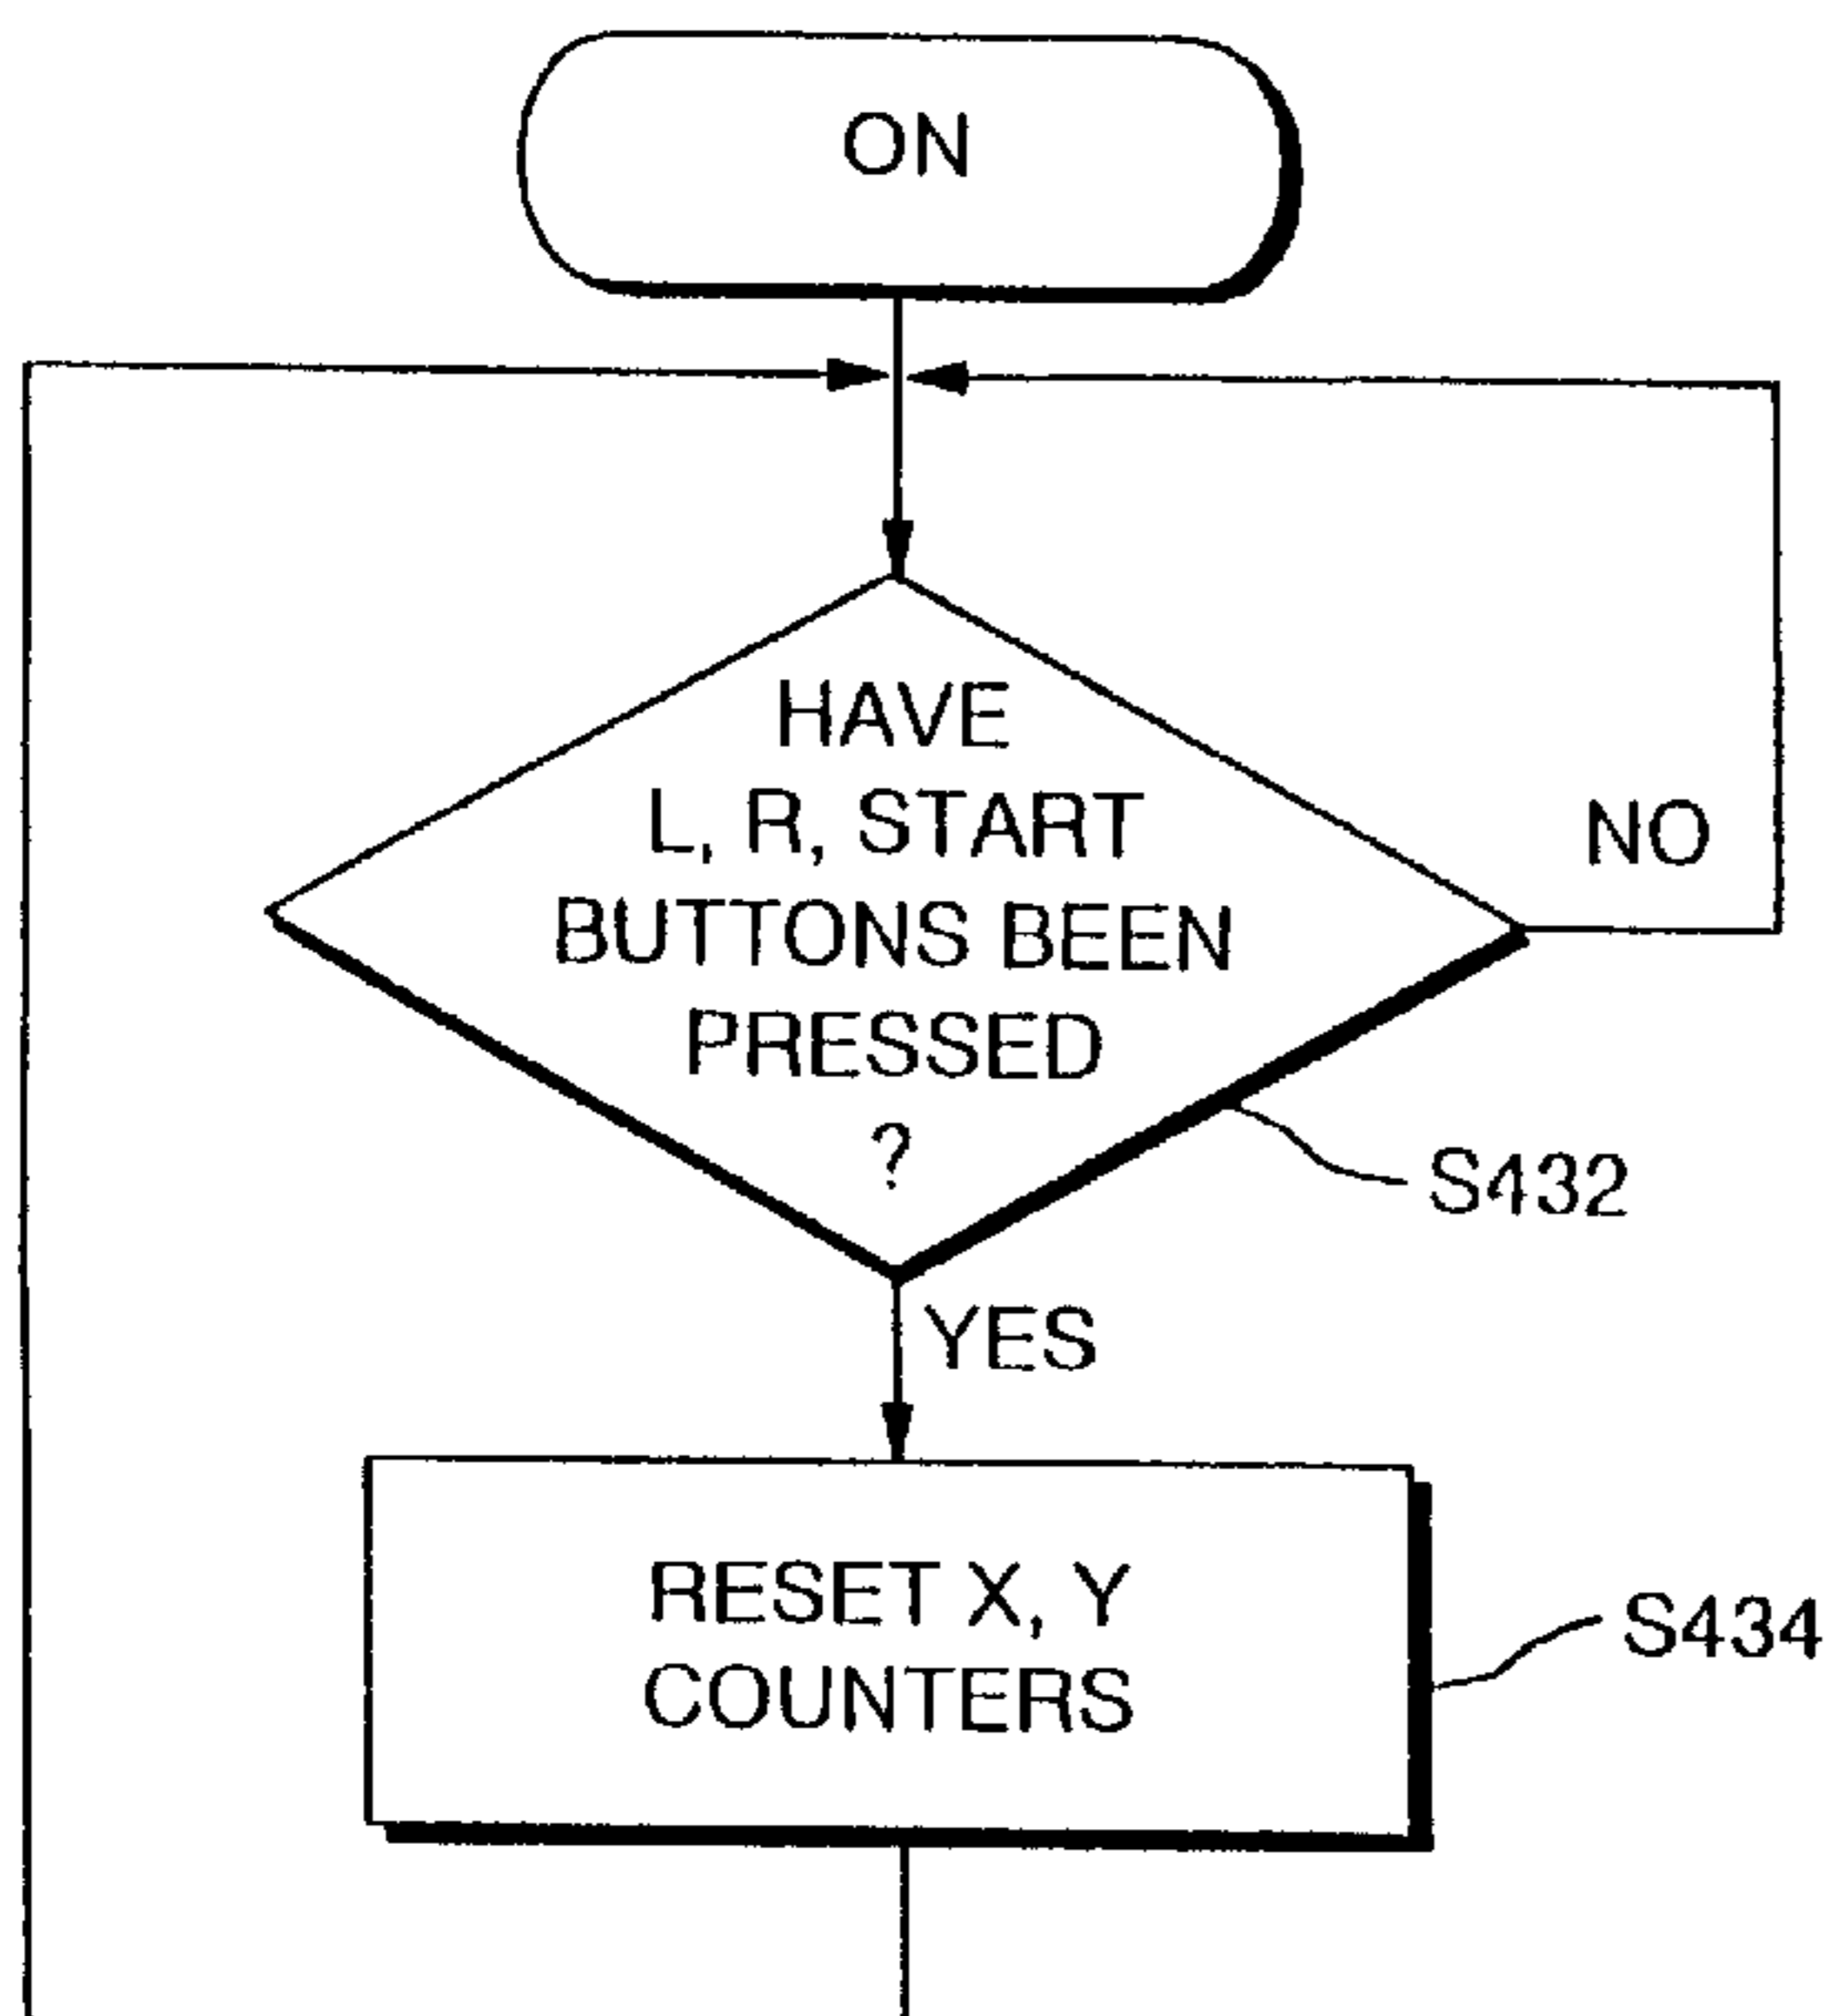 ON
HAVE
L, R, START
BUTTONS BEEN
PRESSED
?
NO
S432
YES
RESET X, Y
COUNTERS
S434